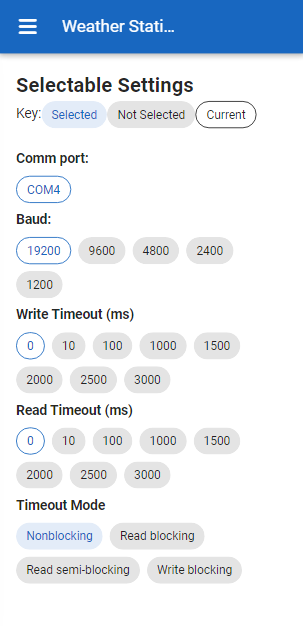 Weather Stati...
Selectable Settings
Key: Selected Not Selected Current
Comm port:
COM4
Baud:
19200 9600 4800 2400
1200
Write Timeout (ms)
0 10 100 1000 1500
2000 2500 3000
Read Timeout (ms)
0 10 100 1000 1500
2000 2500 3000
Timeout Mode
Nonblocking Read blocking
Read semi-blocking Write blocking